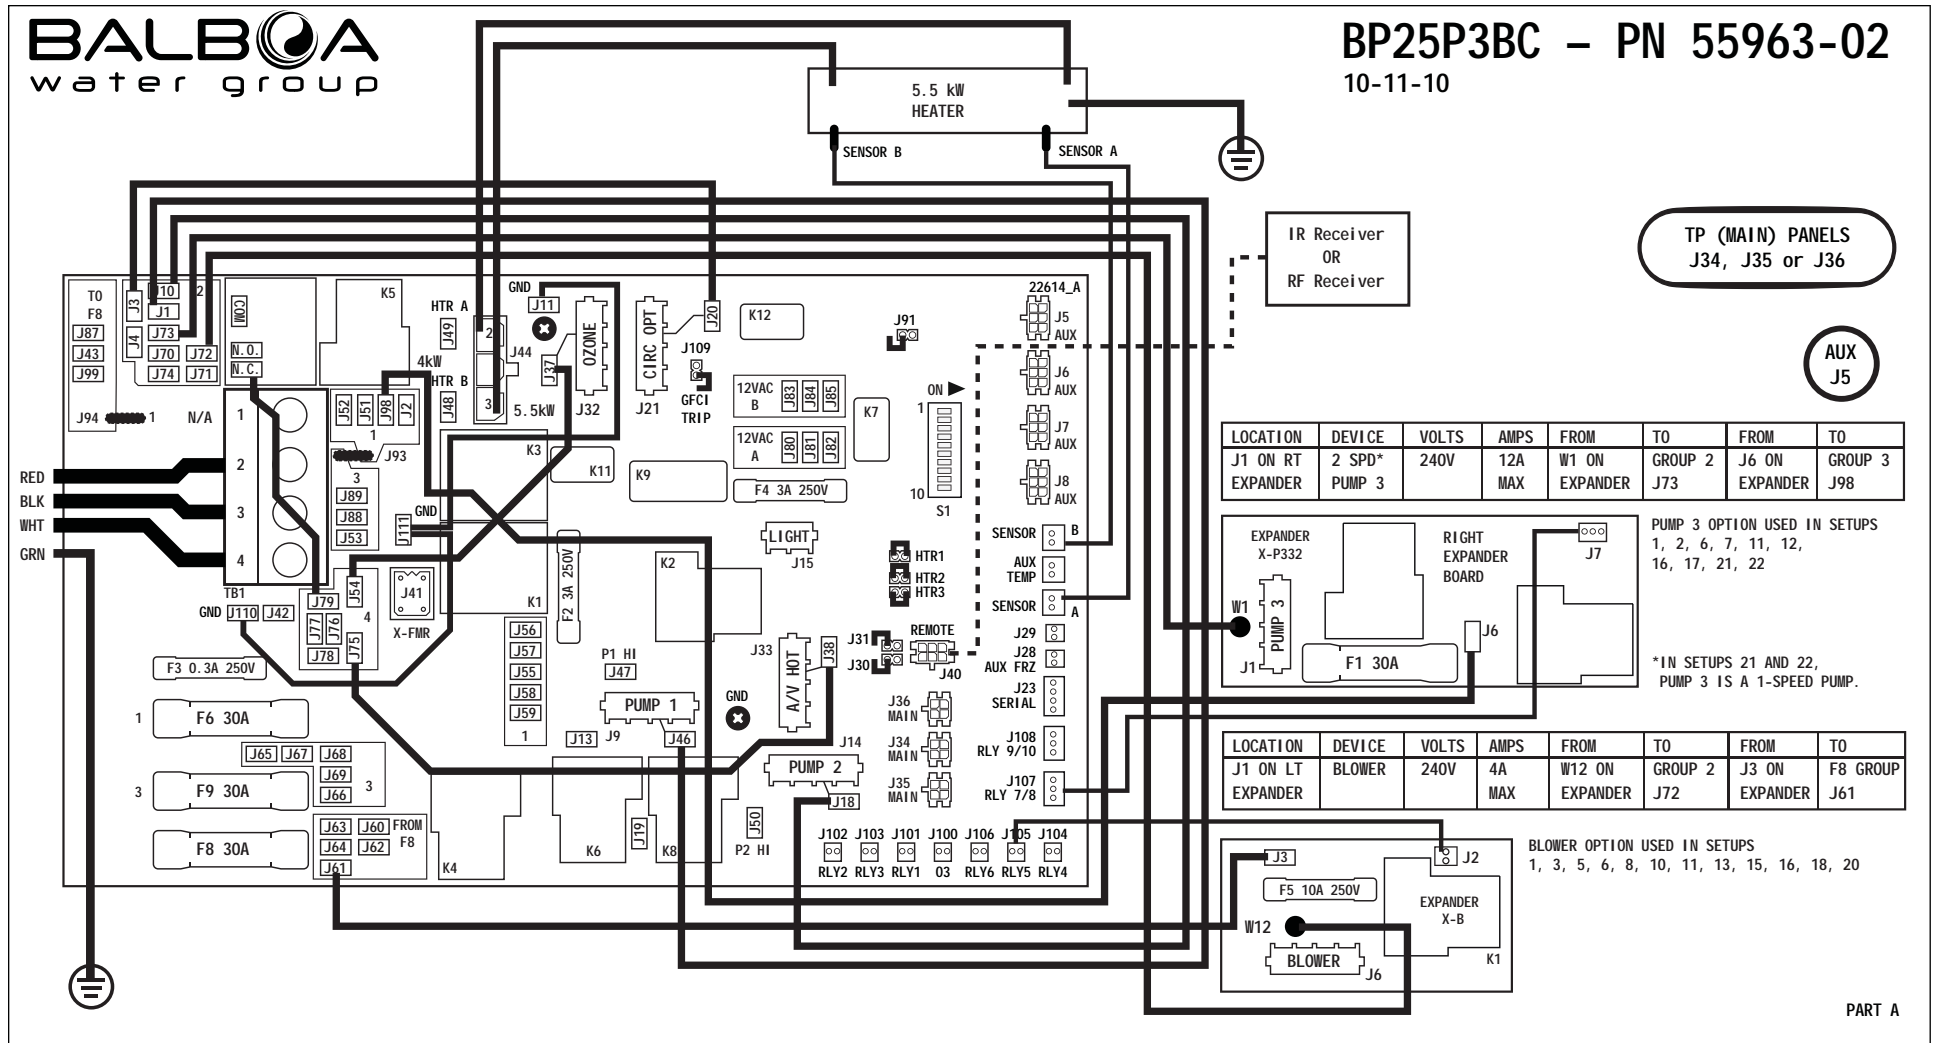 BALBOA
water group
BP25P3BC – PN 55963-02
10-11-10
5.5 kW
HEATER
SENSOR B
SENSOR A
IR Receiver
OR
RF Receiver
TP (MAIN) PANELS
J34, J35 or J36
AUX
J5
TO
F8
J87
J43
J99
J94
1
J3
J4
J10
2
J1
J73
J70
J72
J74
J71
COM
N.O.
N.C.
K5
HTR A
J49
4kW
HTR B
J48
2
J44
3
5.5kW
GND
J11
J37
OZONE
J32
CIRC OPT
J21
J20
J109
GFCI
TRIP
K12
J91
22614_A
J5
AUX
J6
AUX
J7
AUX
J8
AUX
12VAC
B
J83
J84
J85
12VAC
A
J80
J81
J82
K7
ON
1
10
S1
F4 3A 250V
K3
K11
K9
N/A
1
2
3
4
TB1
J52
J51
J98
J2
1
J93
3
J89
J88
J53
GND
J111
RED
BLK
WHT
GRN
GND
J110
J42
J79
J54
J77
J76
4
J78
J75
J41
X-FMR
K1
F2 3A 250V
K2
LIGHT
J15
HTR1
HTR2
HTR3
SENSOR
B
AUX
TEMP
SENSOR
A
J29
J28
AUX FRZ
J23
SERIAL
J108
RLY 9/10
J107
RLY 7/8
J31
J30
REMOTE
J40
J36
MAIN
J34
MAIN
J35
MAIN
F3 0.3A 250V
1
F6 30A
3
F9 30A
F8 30A
J65
J67
J68
J69
J66
3
J63
J60
FROM
F8
J64
J62
J61
J56
J57
J55
J58
J59
1
P1 HI
J47
PUMP 1
J13
J9
J46
GND
J33
A/V HOT
J38
J14
PUMP 2
J18
K4
K6
J19
K8
J50
P2 HI
J102
J103
J101
J100
J106
J105
J104
RLY2
RLY3
RLY1
03
RLY6
RLY5
RLY4
LOCATION DEVICE VOLTS AMPS FROM TO FROM TO
J1 ON RT 2 SPD* 240V 12A W1 ON GROUP 2 J6 ON GROUP 3
EXPANDER PUMP 3 MAX EXPANDER J73 EXPANDER J98
EXPANDER
X-P332
RIGHT
EXPANDER
BOARD
J7
W1
PUMP 3
J1
F1 30A
J6
PUMP 3 OPTION USED IN SETUPS
1, 2, 6, 7, 11, 12,
16, 17, 21, 22
*IN SETUPS 21 AND 22,
PUMP 3 IS A 1-SPEED PUMP.
LOCATION DEVICE VOLTS AMPS FROM TO FROM TO
J1 ON LT BLOWER 240V 4A W12 ON GROUP 2 J3 ON F8 GROUP
EXPANDER MAX EXPANDER J72 EXPANDER J61
J3
J2
F5 10A 250V
EXPANDER
X-B
W12
BLOWER
J6
K1
BLOWER OPTION USED IN SETUPS
1, 3, 5, 6, 8, 10, 11, 13, 15, 16, 18, 20
PART A